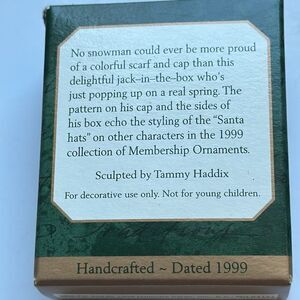 No snowman could ever be more proud
of a colorful scarf and cap than this
delightful jack–in–the–box who's
just popping up on a real spring. The
pattern on his cap and the sides of
his box echo the styling of the "Santa
hats" on other characters in the 1999
collection of Membership Ornaments.
Sculpted by Tammy Haddix
For decorative use only. Not for young children.
Handcrafted ~ Dated 1999